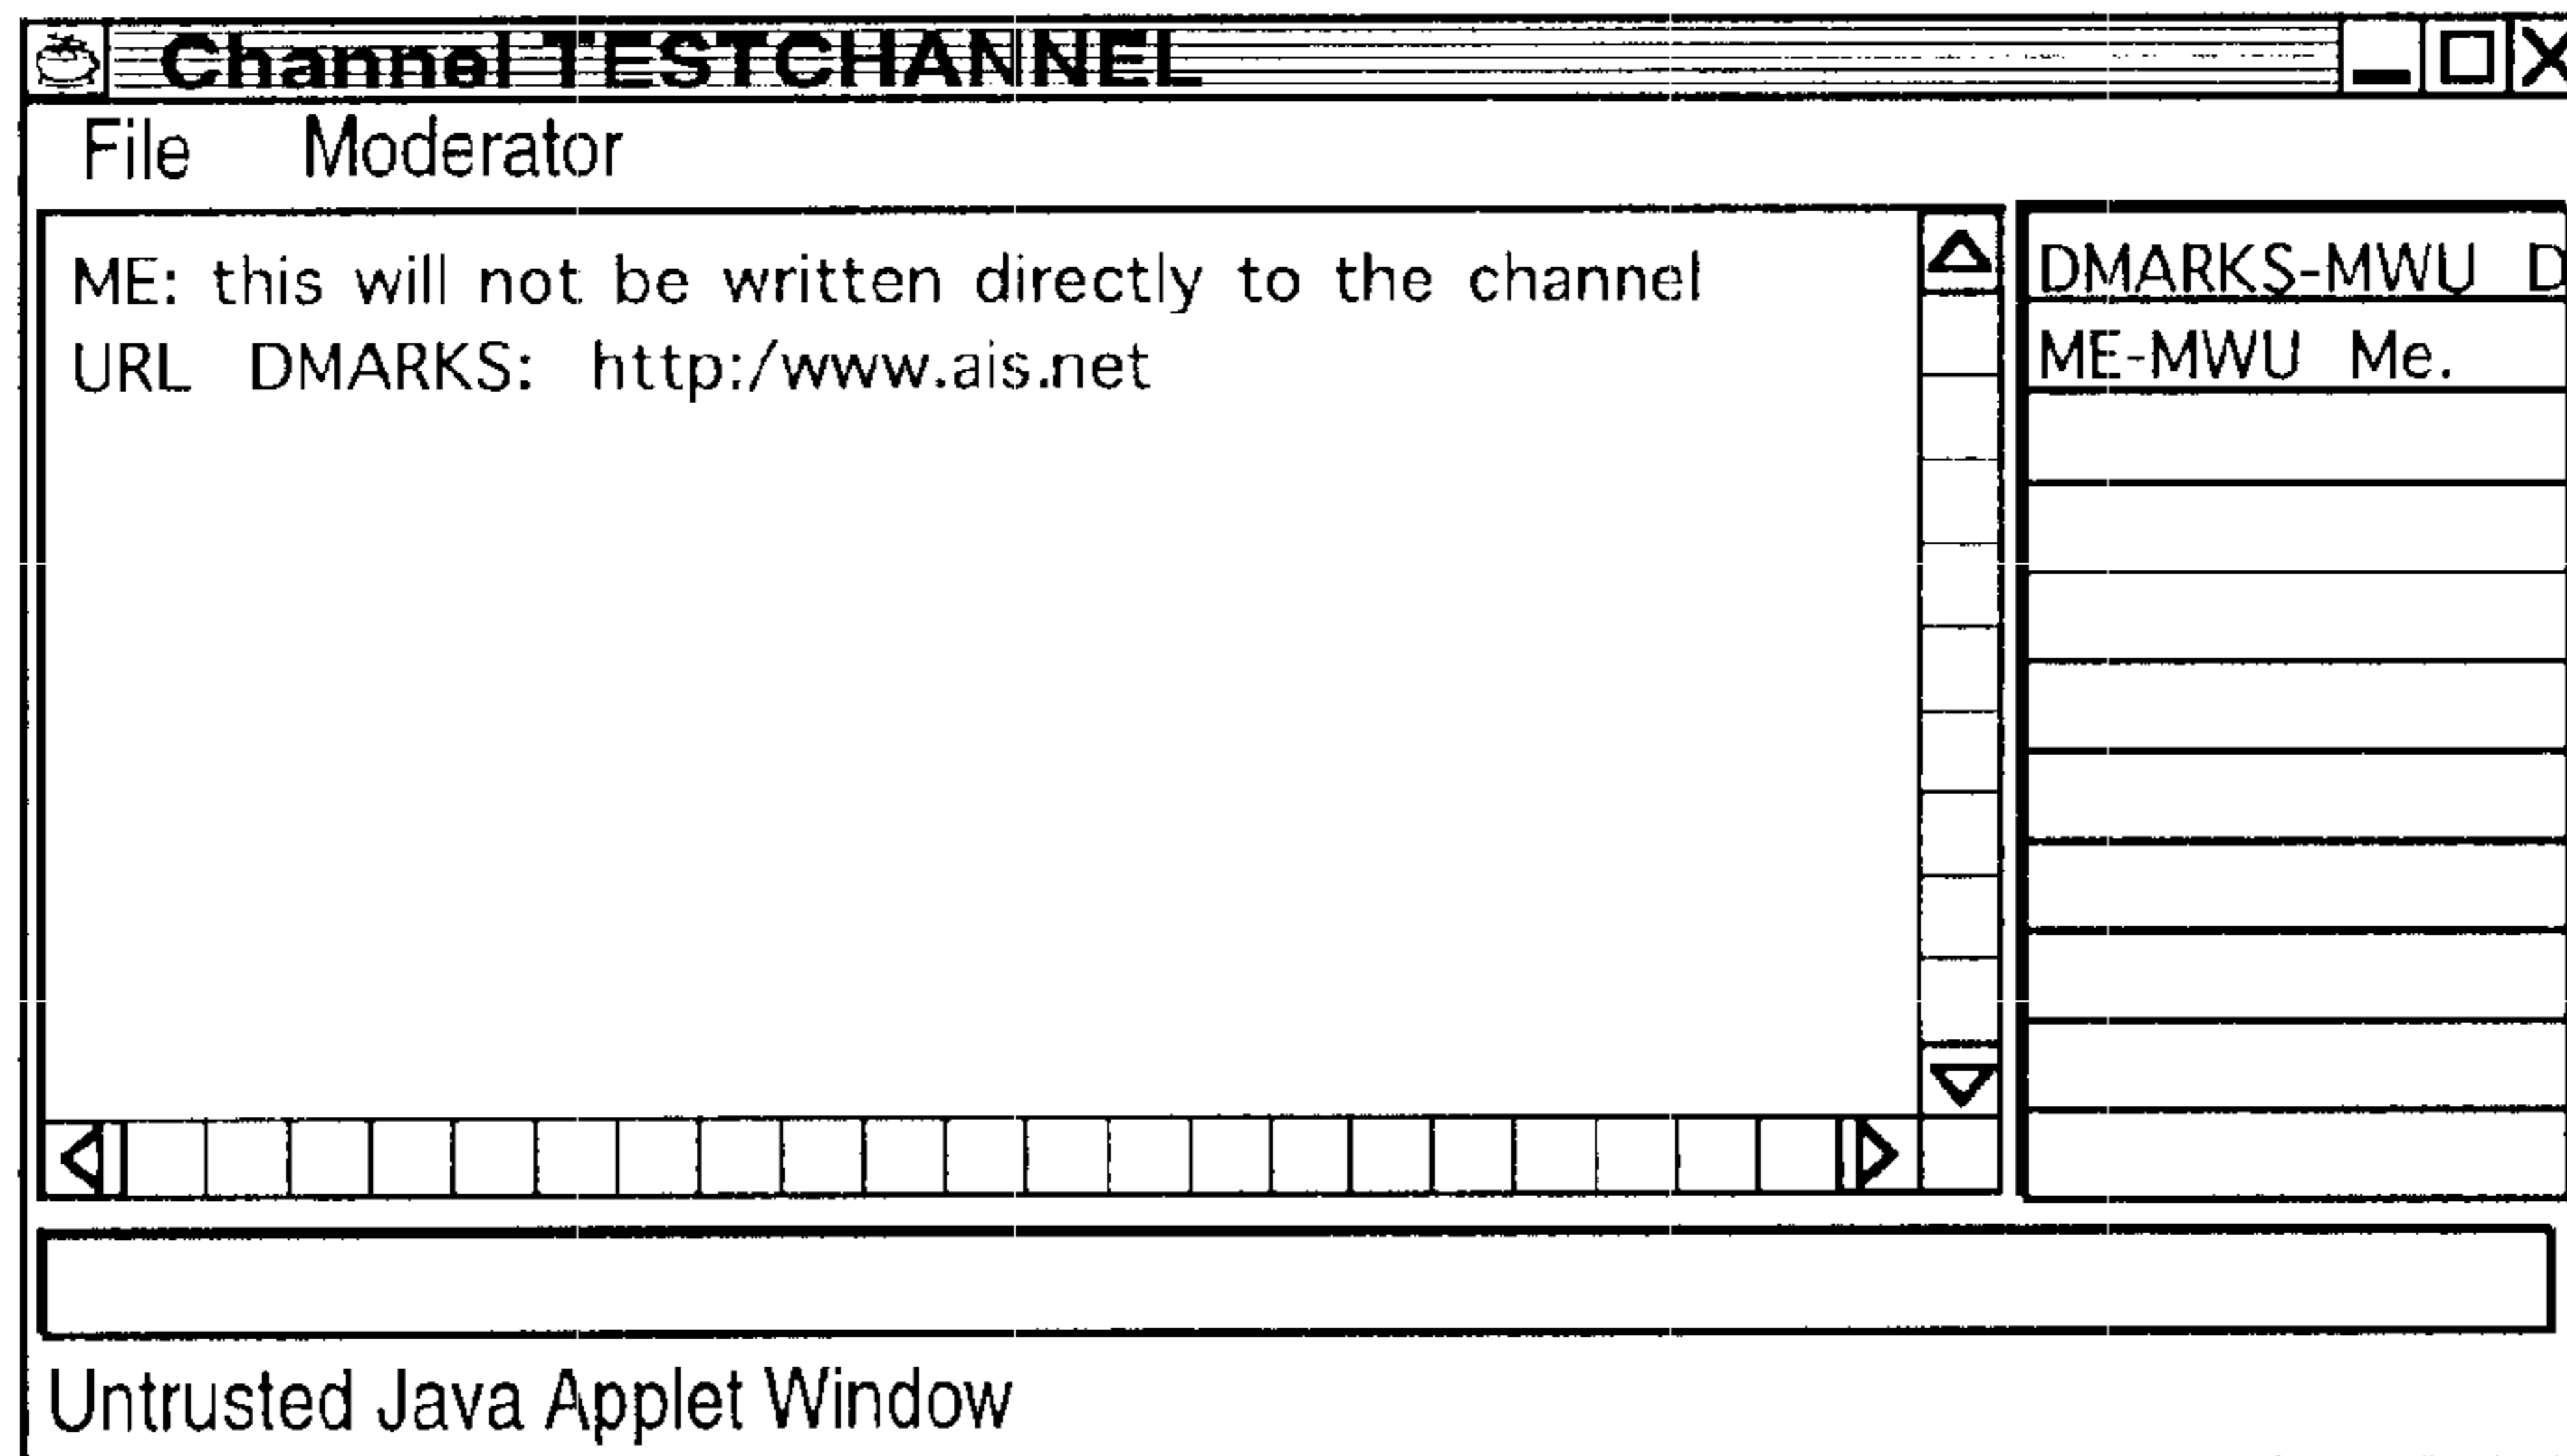 Channel TESTCHANNEL
File Moderator
ME: this will not be written directly to the channel
URL DMARKS: http:/www.ais.net
DMARKS-MWU D
ME-MWU Me.
Untrusted Java Applet Window